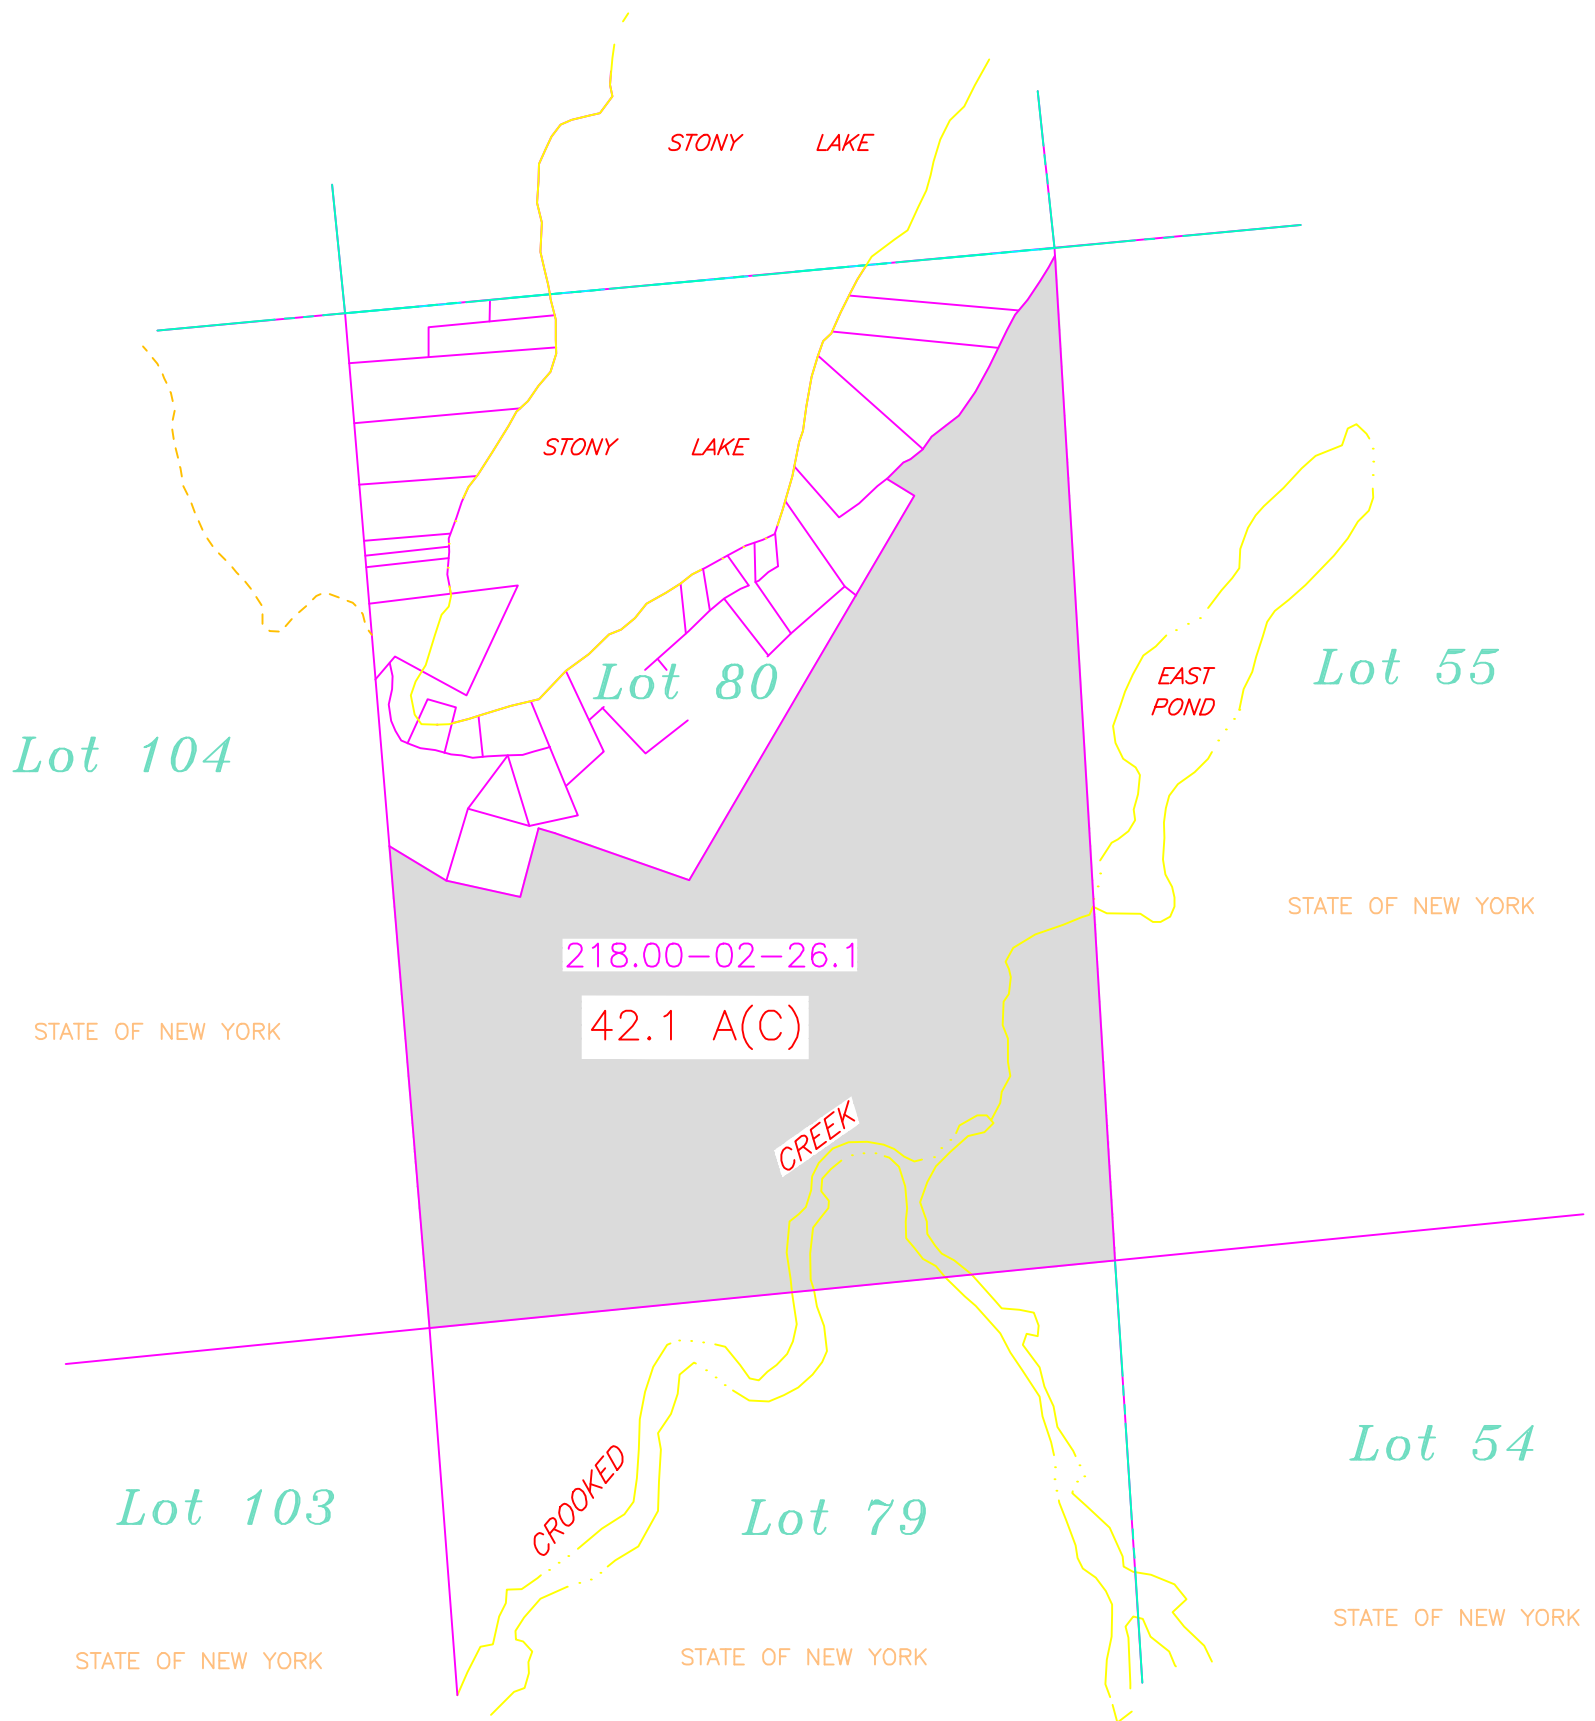 STONY LAKE
STONY LAKE
Lot 80
Lot 55
EAST
POND
Lot 104
STATE OF NEW YORK
218.00-02-26.1
42.1 A(C)
STATE OF NEW YORK
CREEK
Lot 54
CROOKED
Lot 103
Lot 79
STATE OF NEW YORK
STATE OF NEW YORK
STATE OF NEW YORK